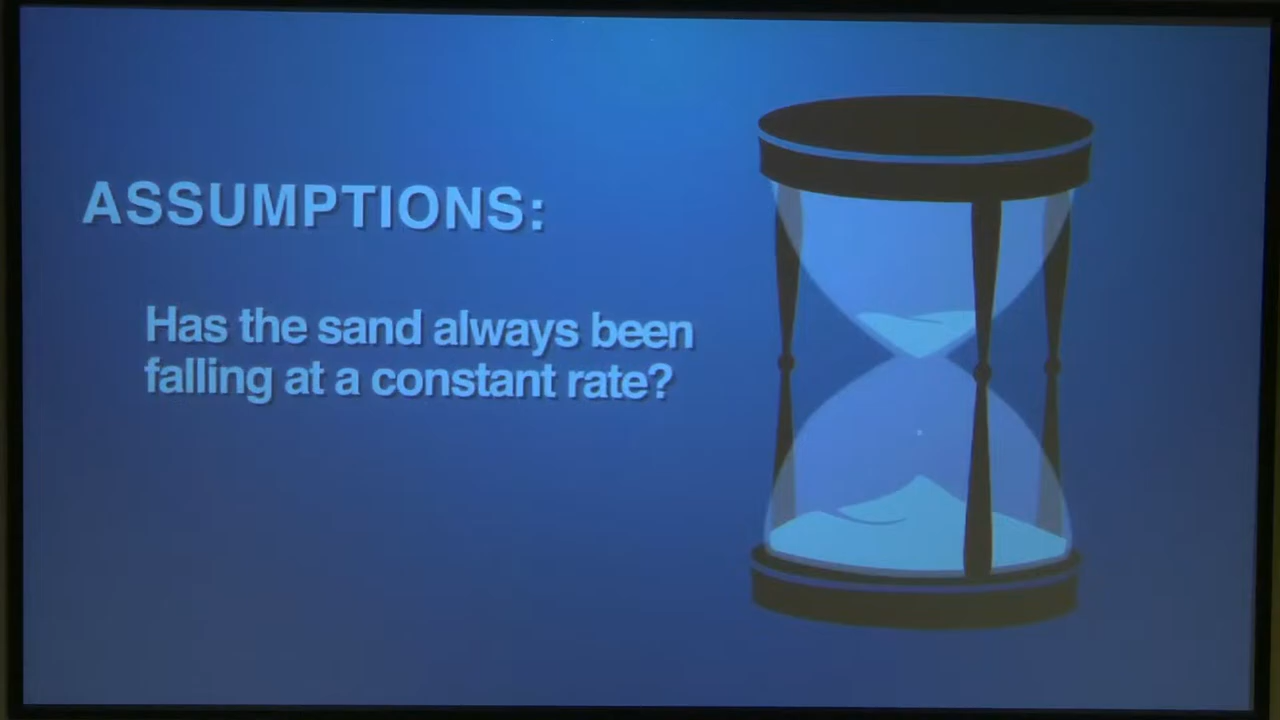 ASSUMPTIONS:
Has the sand always been
falling at a constant rate?